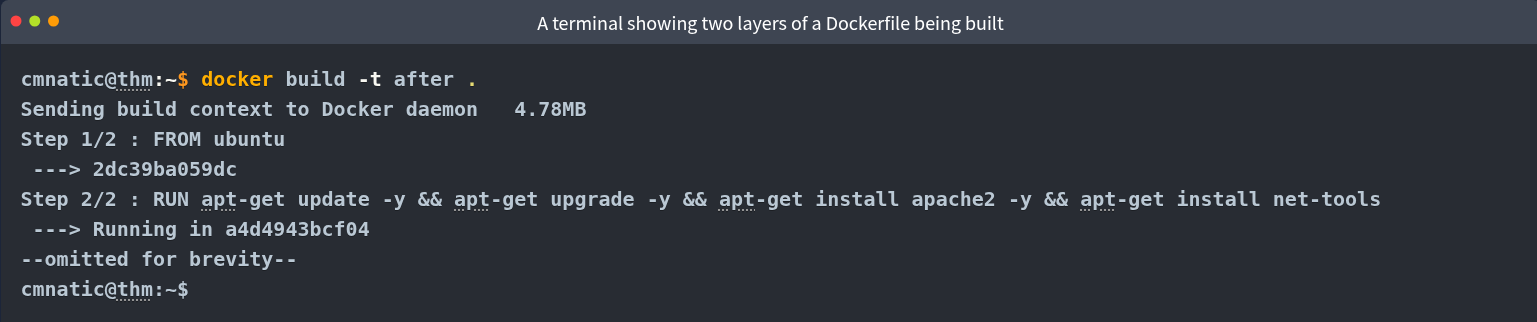 A terminal showing two layers of a Dockerfile being built
cmnatic@thm:~$ docker build -t after .
Sending build context to Docker daemon   4.78MB
Step 1/2 : FROM ubuntu
 ---> 2dc39ba059dc
Step 2/2 : RUN apt-get update -y && apt-get upgrade -y && apt-get install apache2 -y && apt-get install net-tools
 ---> Running in a4d4943bcf04
--omitted for brevity--
cmnatic@thm:~$